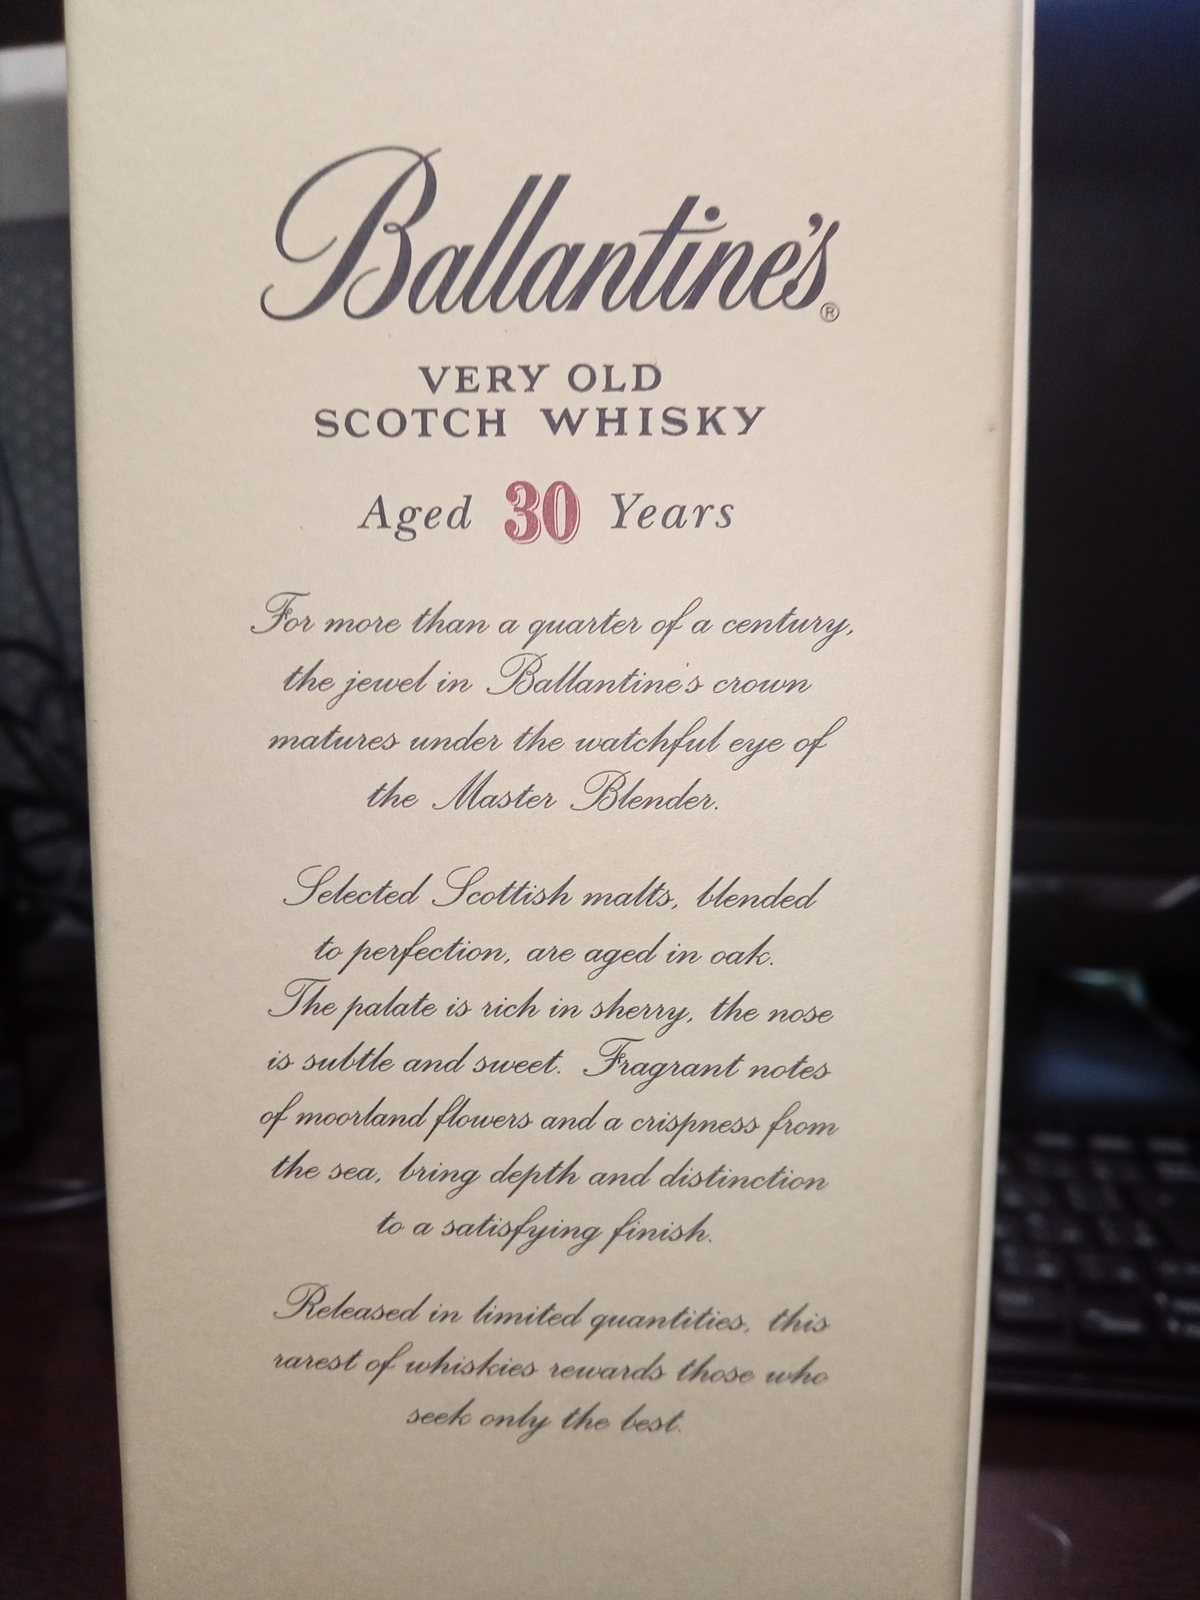 Ballantine's®
VERY OLD
SCOTCH WHISKY
Aged 30 Years
For more than a quarter of a century,
the jewel in Ballantine's crown
matures under the watchful eye of
the Master Blender.
Selected Scottish malts, blended
to perfection, are aged in oak.
The palate is rich in sherry, the nose
is subtle and sweet. Fragrant notes
of moorland flowers and a crispness from
the sea, bring depth and distinction
to a satisfying finish.
Released in limited quantities, this
rarest of whiskies rewards those who
seek only the best.